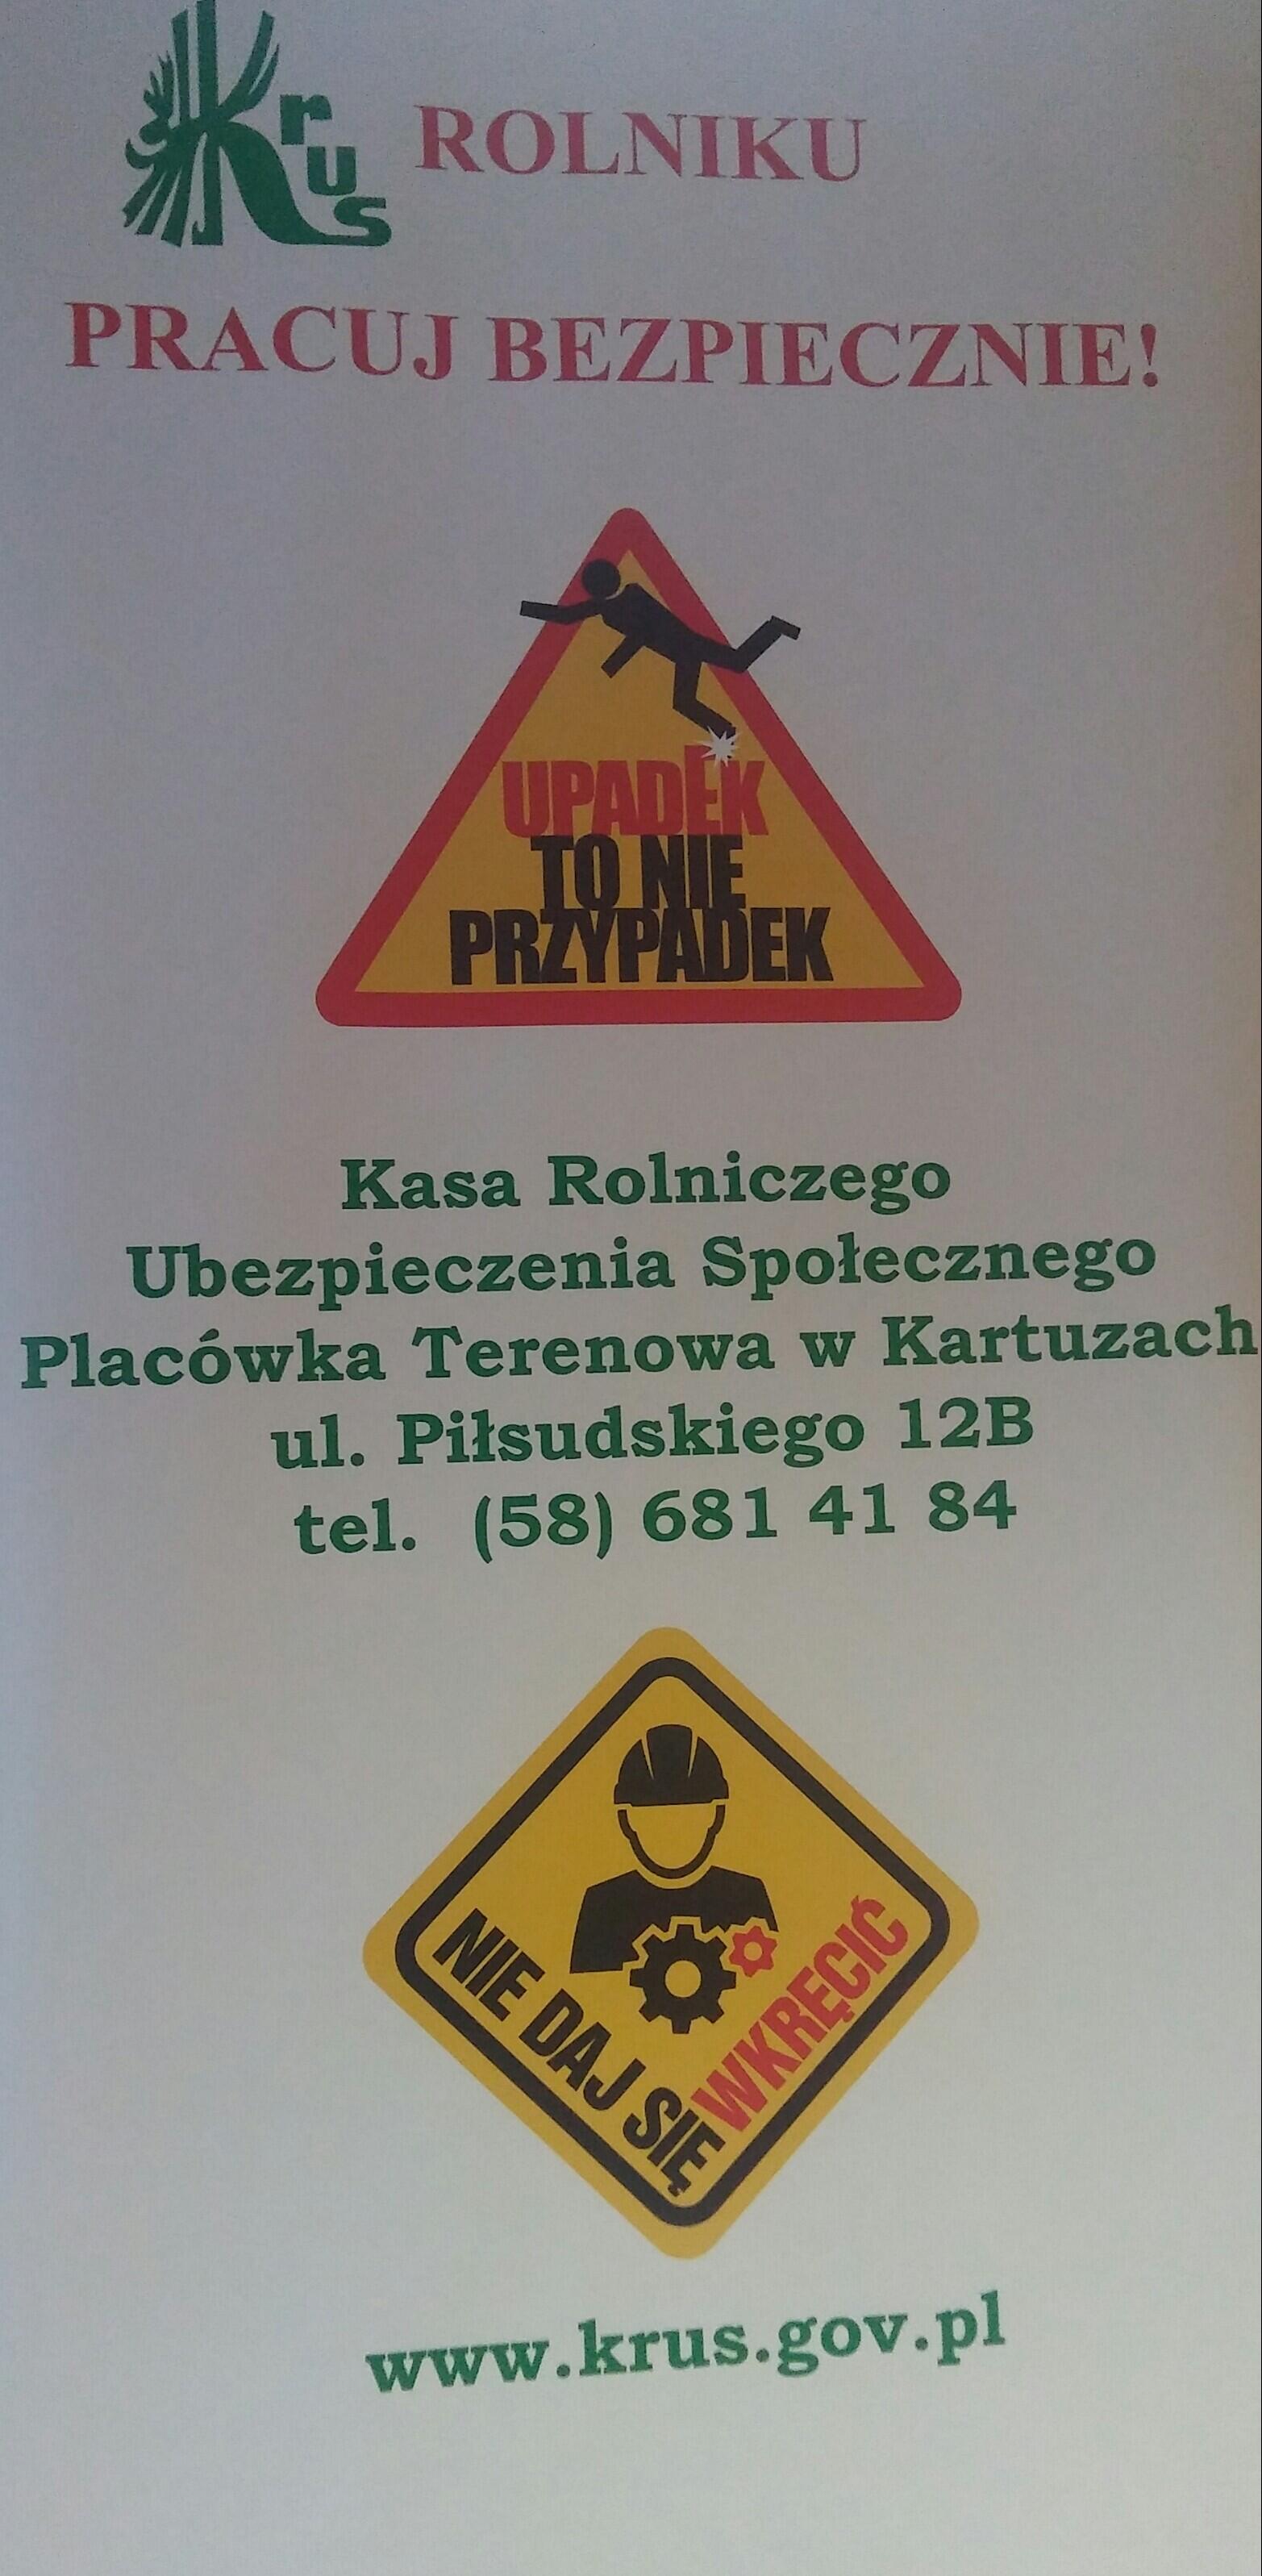 Krus
ROLNIKU
PRACUJ BEZPIECZNIE!
UPADEK
TO NIE
PRZYPADEK
Kasa Rolniczego
Ubezpieczenia Społecznego
Placówka Terenowa w Kartuzach
ul. Piłsudskiego 12B
tel. (58) 681 41 84
NIE DAJ SIĘ
WKRĘCIĆ
www.krus.gov.pl